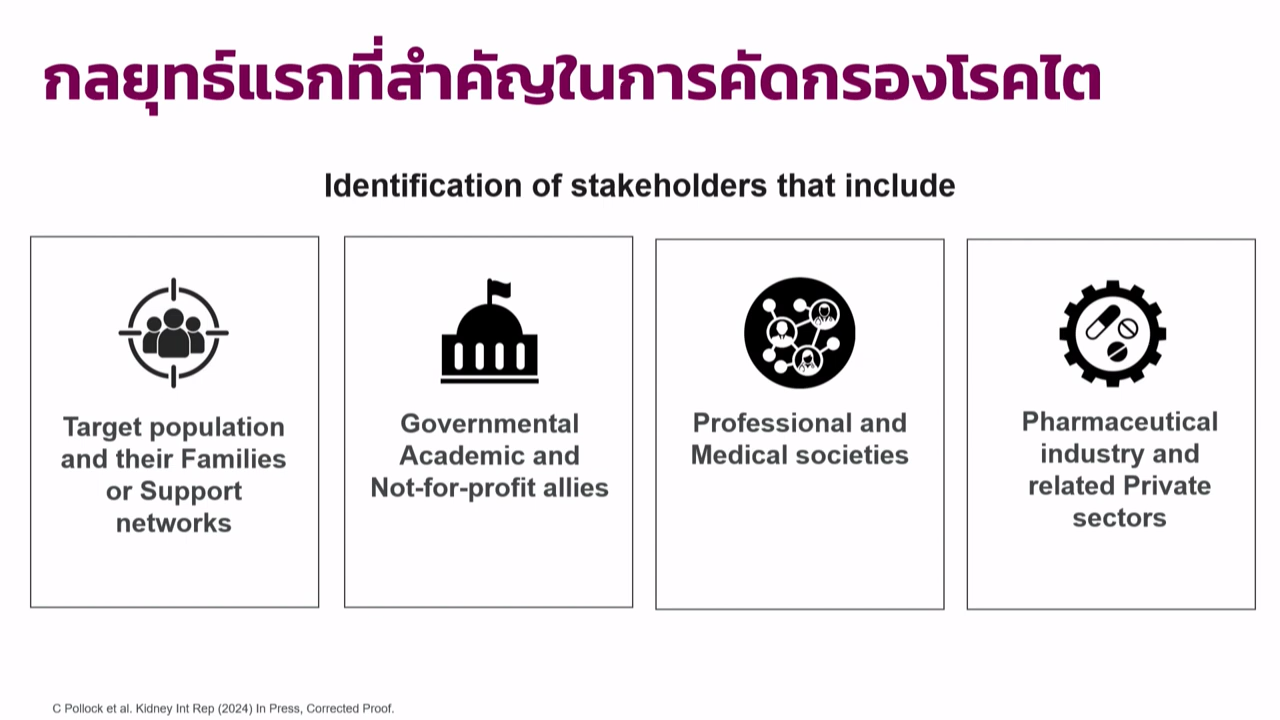 กลยุทธ์แรกที่สำคัญในการคัดกรองโรคไต
Identification of stakeholders that include
Target population
and their Families
or Support
networks
Governmental
Academic and
Not-for-profit allies
Professional and
Medical societies
Pharmaceutical
industry and
related Private
sectors
C Pollock et al. Kidney Int Rep (2024) In Press, Corrected Proof.